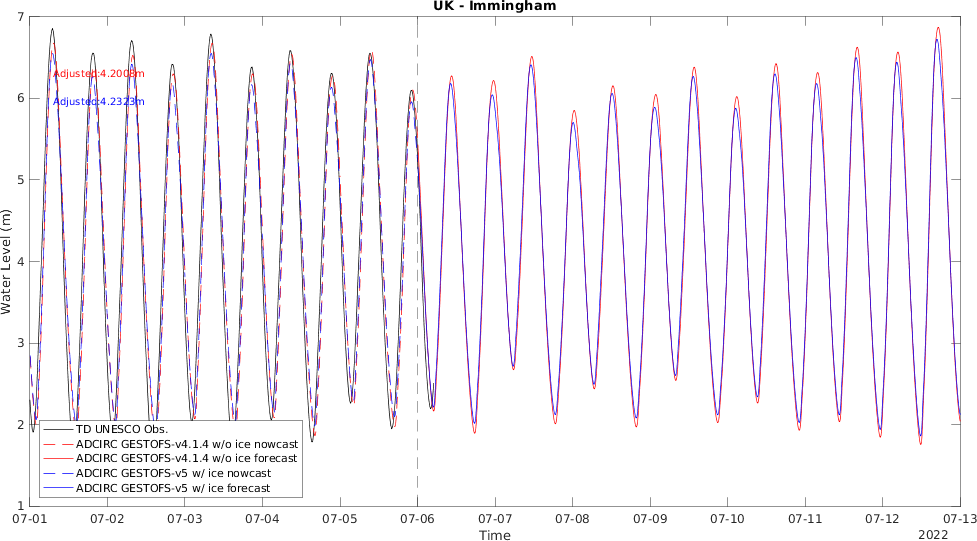 UK - Immingham
7
6
5
4
3
2
1
Water Level (m)
Adjusted:4.2008m
Adjusted:4.2323m
TD UNESCO Obs.
ADCIRC GESTOFS-v4.1.4 w/o ice nowcast
ADCIRC GESTOFS-v4.1.4 w/o ice forecast
ADCIRC GESTOFS-v5 w/ ice nowcast
ADCIRC GESTOFS-v5 w/ ice forecast
07-01 07-02 07-03 07-04 07-05 07-06 07-07 07-08 07-09 07-10 07-11 07-12 07-13
Time
2022